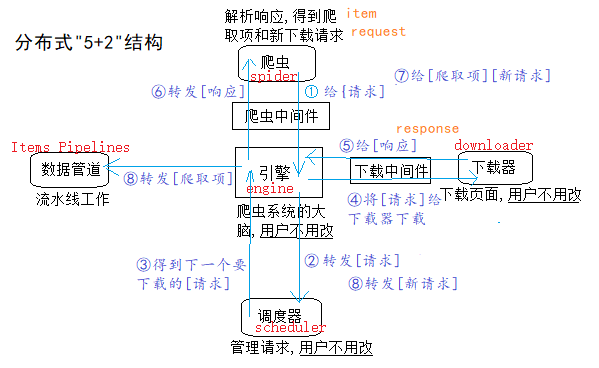 解析响应,得到爬 item
取项和新下载请求 request
分布式"5+2"结构
爬虫
spider
⑦给[爬取项][新请求]
⑥转发[响应]
①给{请求]
爬虫中间件
response
Items Pipelines
⑤给[响应]
downloader
数据管道
引擎
engine
下载中间件
下载器
⑧转发[爬取项]
流水线工作
下载页面,用户不用改
④将[请求]给
下载器下载
爬虫系统的大
脑,用户不用改
③得到下一个要
下载的[请求]
②转发[请求]
⑧转发[新请求]
调度器
scheduler
管理请求,用户不用改